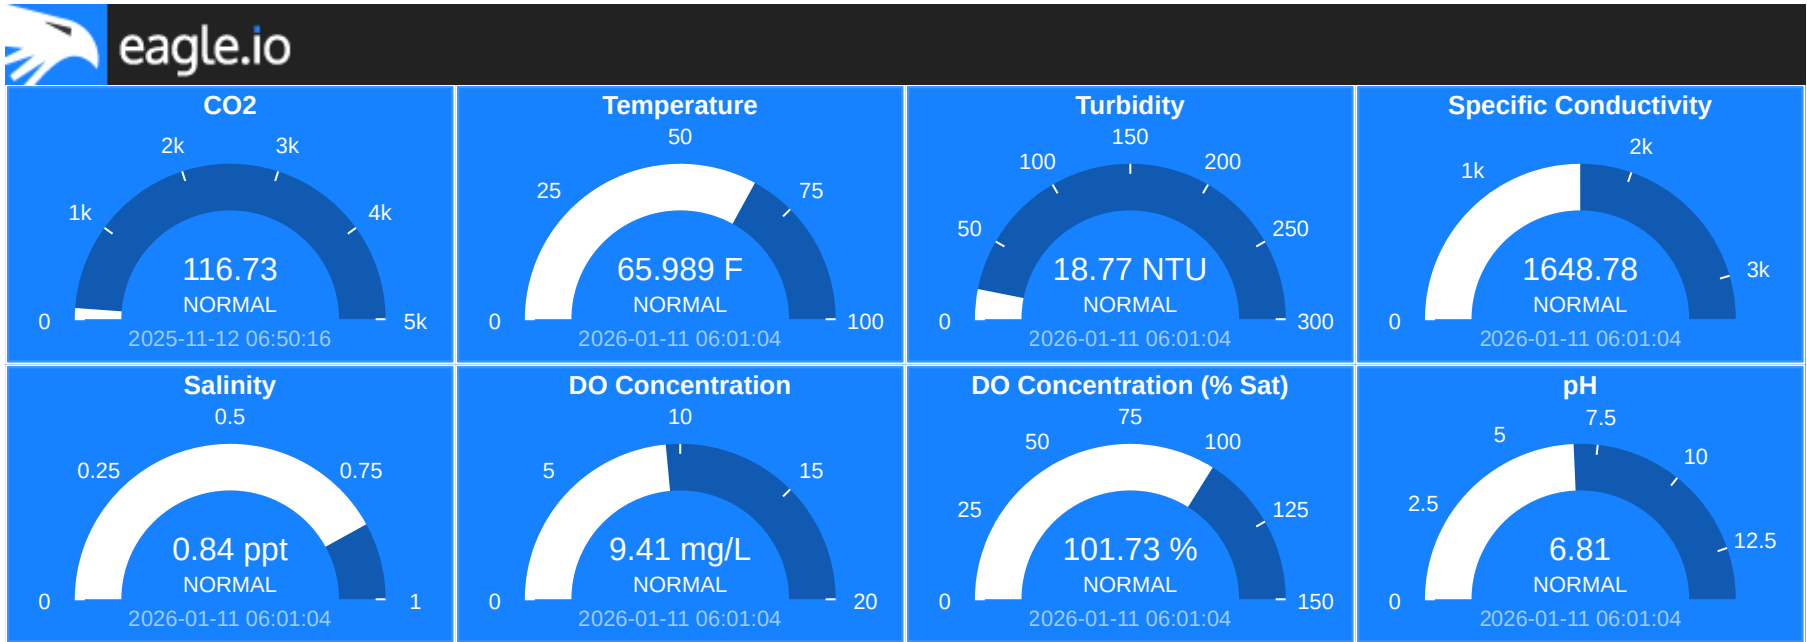 eagle.io
CO2
0
1k
2k
3k
4k
5k
116.73
NORMAL
2025-11-12 06:50:16
Temperature
0
25
50
75
100
65.989 F
NORMAL
2026-01-11 06:01:04
Turbidity
0
50
100
150
200
250
300
18.77 NTU
NORMAL
2026-01-11 06:01:04
Specific Conductivity
0
1k
2k
3k
1648.78
NORMAL
2026-01-11 06:01:04
Salinity
0
0.25
0.5
0.75
1
0.84 ppt
NORMAL
2026-01-11 06:01:04
DO Concentration
0
5
10
15
20
9.41 mg/L
NORMAL
2026-01-11 06:01:04
DO Concentration (% Sat)
0
25
50
75
100
125
150
101.73 %
NORMAL
2026-01-11 06:01:04
pH
0
2.5
5
7.5
10
12.5
6.81
NORMAL
2026-01-11 06:01:04